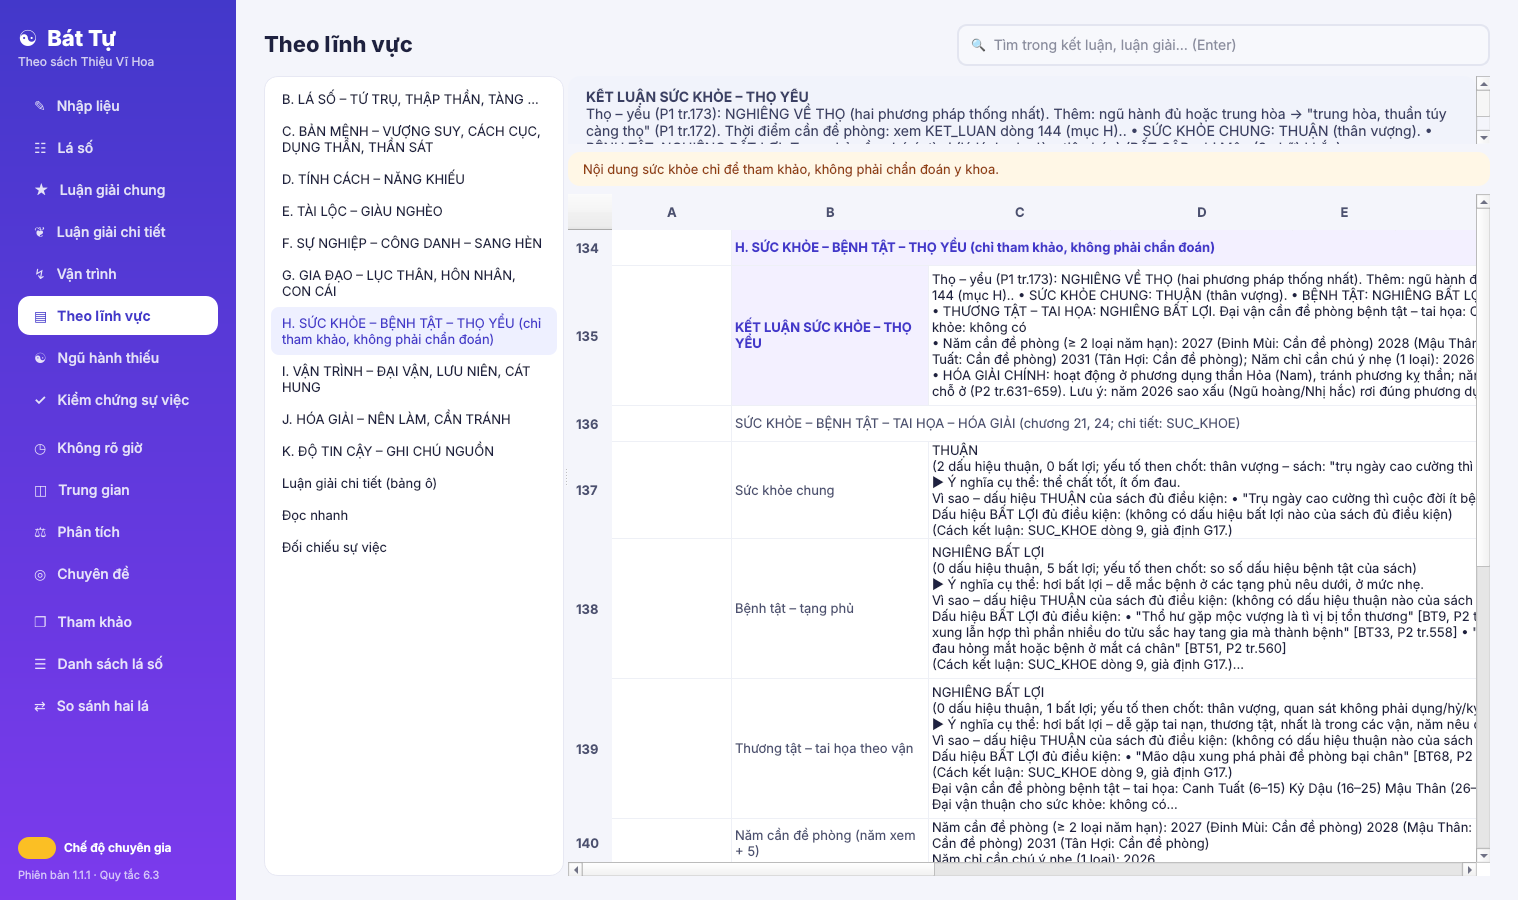 ☯ Bát Tự
Theo sách Thiệu Vĩ Hoa
✎ Nhập liệu
☷ Lá số
★ Luận giải chung
❦ Luận giải chi tiết
↯ Vận trình
▤ Theo lĩnh vực
☯ Ngũ hành thiếu
✓ Kiểm chứng sự việc
◷ Không rõ giờ
◫ Trung gian
⚖ Phân tích
◎ Chuyên đề
❐ Tham khảo
☰ Danh sách lá số
⇄ So sánh hai lá
Chế độ chuyên gia
Phiên bản 1.1.1 · Quy tắc 6.3
Theo lĩnh vực
🔍 Tìm trong kết luận, luận giải... (Enter)
B. LÁ SỐ – TỨ TRỤ, THẬP THẦN, TÀNG ...
C. BẢN MỆNH – VƯỢNG SUY, CÁCH CỤC,
DỤNG THẦN, THẦN SÁT
D. TÍNH CÁCH – NĂNG KHIẾU
E. TÀI LỘC – GIÀU NGHÈO
F. SỰ NGHIỆP – CÔNG DANH – SANG HÈN
G. GIA ĐẠO – LỤC THÂN, HÔN NHÂN,
CON CÁI
H. SỨC KHỎE – BỆNH TẬT – THỌ YỂU (chỉ
tham khảo, không phải chẩn đoán)
I. VẬN TRÌNH – ĐẠI VẬN, LƯU NIÊN, CÁT
HUNG
J. HÓA GIẢI – NÊN LÀM, CẦN TRÁNH
K. ĐỘ TIN CẬY – GHI CHÚ NGUỒN
Luận giải chi tiết (bảng ô)
Đọc nhanh
Đối chiếu sự việc
KẾT LUẬN SỨC KHỎE – THỌ YỂU
Thọ – yểu (P1 tr.173): NGHIÊNG VỀ THỌ (hai phương pháp thống nhất). Thêm: ngũ hành đủ hoặc trung hòa → "trung hòa, thuần túy
càng thọ" (P1 tr.172). Thời điểm cần đề phòng: xem KET_LUAN dòng 144 (mục H).. • SỨC KHỎE CHUNG: THUẬN (thân vượng). •
Nội dung sức khỏe chỉ để tham khảo, không phải chẩn đoán y khoa.
A B C D E
134 H. SỨC KHỎE – BỆNH TẬT – THỌ YỂU (chỉ tham khảo, không phải chẩn đoán)
135 KẾT LUẬN SỨC KHỎE – THỌ
YỂU
Thọ – yểu (P1 tr.173): NGHIÊNG VỀ THỌ (hai phương pháp thống nhất). Thêm: ngũ hành
144 (mục H).. • SỨC KHỎE CHUNG: THUẬN (thân vượng). • BỆNH TẬT: NGHIÊNG BẤT
• THƯƠNG TẬT – TAI HỌA: NGHIÊNG BẤT LỢI. Đại vận cần đề phòng bệnh tật – tai họa:
khỏe: không có
• Năm cần đề phòng (≥ 2 loại năm hạn): 2027 (Đinh Mùi: Cần đề phòng) 2028 (Mậu Thân:
Tuất: Cần đề phòng) 2031 (Tân Hợi: Cần đề phòng); Năm chỉ cần chú ý nhẹ (1 loại): 2026
• HÓA GIẢI CHÍNH: hoạt động ở phương dụng thần Hỏa (Nam), tránh phương kỵ thần;
chỗ ở (P2 tr.631-659). Lưu ý: năm 2026 sao xấu (Ngũ hoàng/Nhị hắc) rơi đúng phương
136 SỨC KHỎE – BỆNH TẬT – TAI HỌA – HÓA GIẢI (chương 21, 24; chi tiết: SUC_KHOE)
137 Sức khỏe chung
THUẬN
(2 dấu hiệu thuận, 0 bất lợi; yếu tố then chốt: thân vượng – sách: "trụ ngày cao cường thì
▶ Ý nghĩa cụ thể: thể chất tốt, ít ốm đau.
Vì sao – dấu hiệu THUẬN của sách đủ điều kiện: • "Trụ ngày cao cường thì cuộc đời ít
Dấu hiệu BẤT LỢI đủ điều kiện: (không có dấu hiệu bất lợi nào của sách đủ điều kiện)
(Cách kết luận: SUC_KHOE dòng 9, giả định G17.)
138 Bệnh tật – tạng phủ
NGHIÊNG BẤT LỢI
(0 dấu hiệu thuận, 5 bất lợi; yếu tố then chốt: so số dấu hiệu bệnh tật của sách)
▶ Ý nghĩa cụ thể: hơi bất lợi – dễ mắc bệnh ở các tạng phủ nêu dưới, ở mức nhẹ.
Vì sao – dấu hiệu THUẬN của sách đủ điều kiện: (không có dấu hiệu thuận nào của sách
Dấu hiệu BẤT LỢI đủ điều kiện: • "Thổ hư gặp mộc vượng là tì vị bị tổn thương" [BT9, P2
xung lẫn hợp thì phần nhiều do tửu sắc hay tang gia mà thành bệnh" [BT33, P2 tr.558] • "
đau hỏng mắt hoặc bệnh ở mắt cá chân" [BT51, P2 tr.560]
(Cách kết luận: SUC_KHOE dòng 9, giả định G17.)...
139 Thương tật – tai họa theo vận
NGHIÊNG BẤT LỢI
(0 dấu hiệu thuận, 1 bất lợi; yếu tố then chốt: thân vượng, quan sát không phải dụng/hỷ/kỵ
▶ Ý nghĩa cụ thể: hơi bất lợi – dễ gặp tai nạn, thương tật, nhất là trong các vận, năm nêu
Vì sao – dấu hiệu THUẬN của sách đủ điều kiện: (không có dấu hiệu thuận nào của sách
Dấu hiệu BẤT LỢI đủ điều kiện: • "Mão dậu xung phá phải đề phòng bại chân" [BT68, P2
(Cách kết luận: SUC_KHOE dòng 9, giả định G17.)
Đại vận cần đề phòng bệnh tật – tai họa: Canh Tuất (6–15) Kỷ Dậu (16–25) Mậu Thân (26–
Đại vận thuận cho sức khỏe: không có...
140 Năm cần đề phòng (năm xem
+ 5)
Năm cần đề phòng (≥ 2 loại năm hạn): 2027 (Đinh Mùi: Cần đề phòng) 2028 (Mậu Thân:
Cần đề phòng) 2031 (Tân Hợi: Cần đề phòng)
Năm chỉ cần chú ý nhẹ (1 loại): 2026